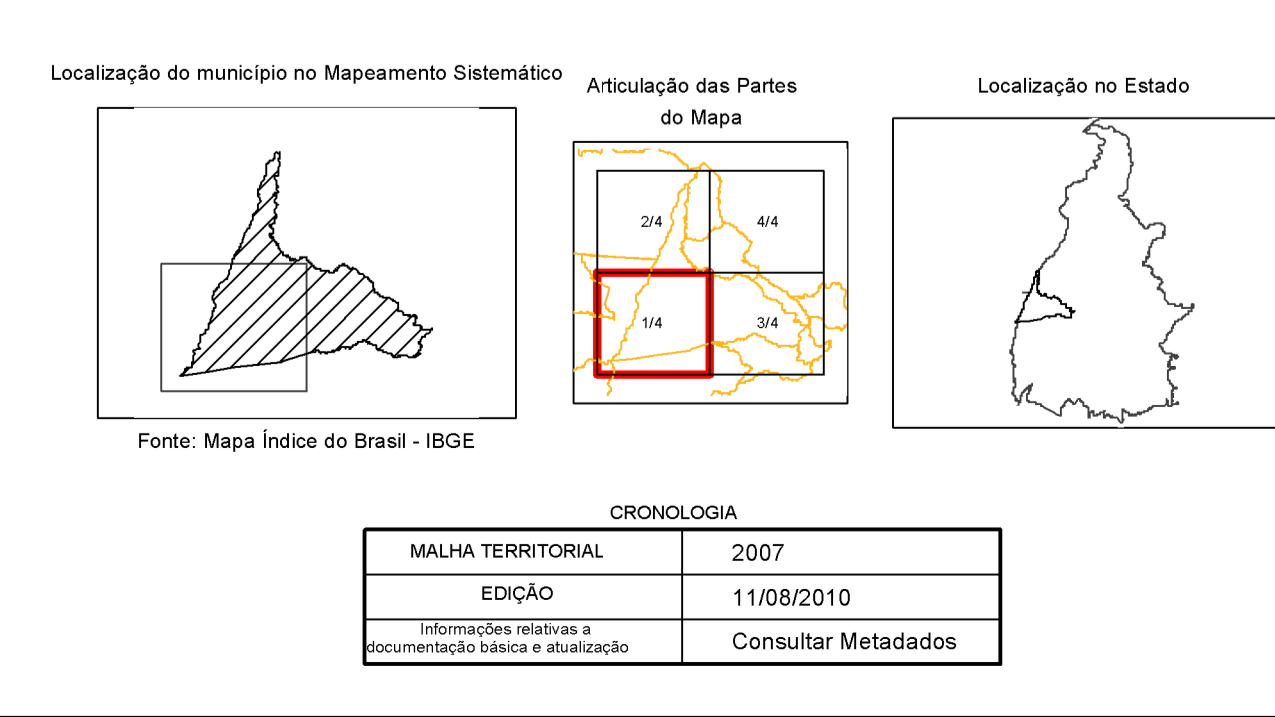 Localização do município no Mapeamento Sistemático
Articulação das Partes
do Mapa
Localização no Estado
2/4
4/4
1/4
3/4
Fonte: Mapa Índice do Brasil - IBGE
CRONOLOGIA
MALHA TERRITORIAL
2007
EDIÇÃO
11/08/2010
Informações relativas a
documentação básica e atualização
Consultar Metadados